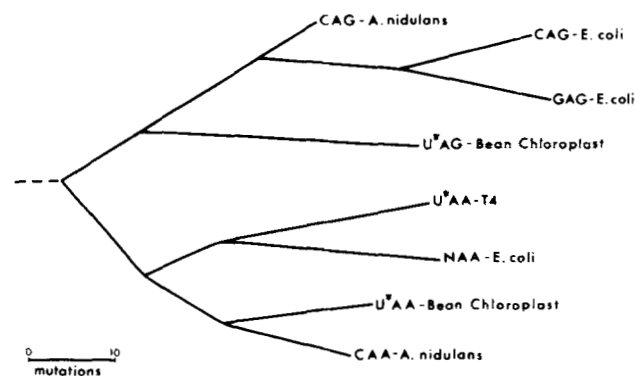 CAG-A. nidulans
CAG-E. coli
GAG-E. coli
U*AG-Bean Chloroplast
U*AA-T4
NAA-E. coli
U*AA-Bean Chloroplast
CAA-A. nidulans
0 10
mutations